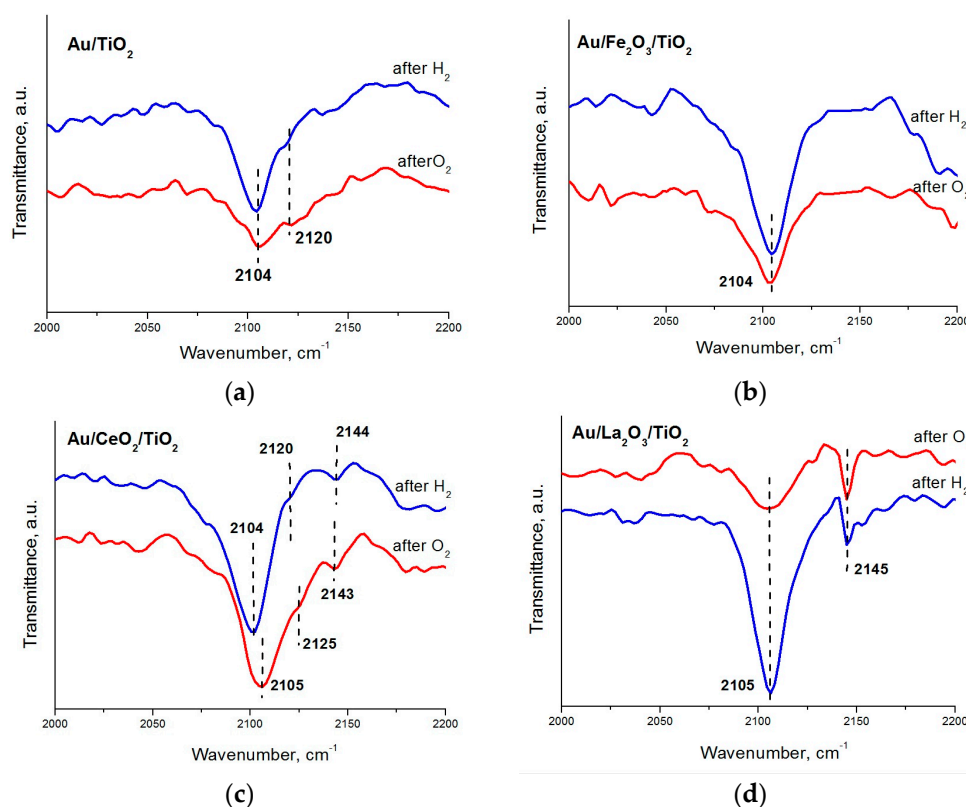 Au/TiO₂
after H₂
afterO₂
2120
2104
Transmittance, a.u.
2000 2050 2100 2150 2200
Wavenumber, cm⁻¹
(a)
Au/Fe₂O₃/TiO₂
after H₂
after O₂
2104
Transmittance, a.u.
2000 2050 2100 2150 2200
Wavenumber, cm⁻¹
(b)
Au/CeO₂/TiO₂
2120
2144
after H₂
2104
after O₂
2143
2125
2105
Transmittance, a.u.
2000 2050 2100 2150 2200
Wavenumber, cm⁻¹
(c)
Au/La₂O₃/TiO₂
after O
after H₂
2145
2105
Transmittance, a.u.
2000 2050 2100 2150 2200
Wavenumber, cm⁻¹
(d)